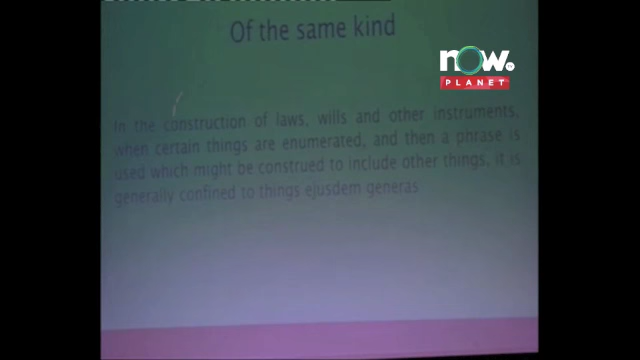 Of the same kind
now.
PLANET
In the construction of laws, wills and other instruments,
when certain things are enumerated, and then a phrase is
used which might be construed to include other things, it is
generally confined to things ejusdem generas